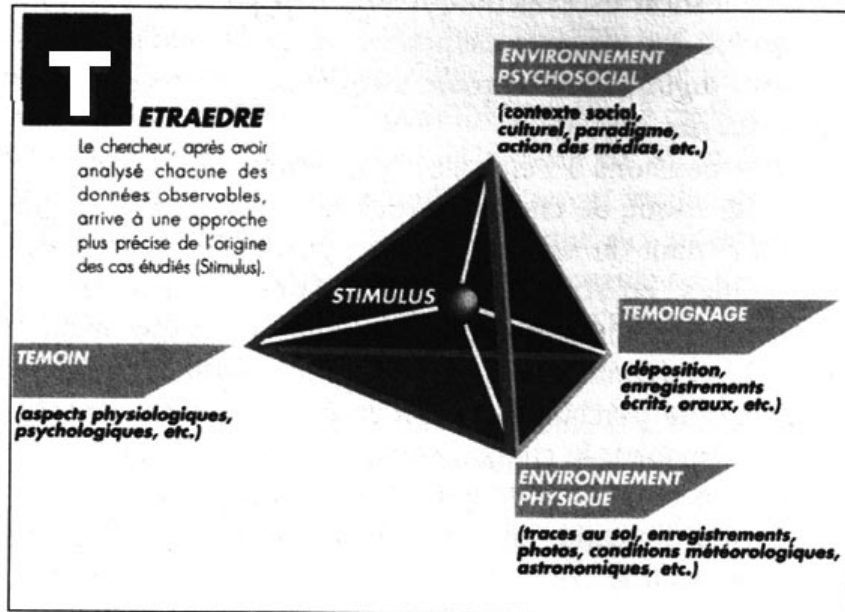 TETRAEDRE
Le chercheur, après avoir
analysé chacune des
données observables,
arrive à une approche
plus précise de l'origine
des cas étudiés (Stimulus).
ENVIRONNEMENT
PSYCHOSOCIAL
(contexte social,
culturel, paradigme,
action des médias, etc.)
STIMULUS
TEMOIGNAGE
(déposition,
enregistrements
écrits, oraux, etc.)
TEMOIN
(aspects physiologiques,
psychologiques, etc.)
ENVIRONNEMENT
PHYSIQUE
(traces au sol, enregistrements,
photos, conditions météorologiques,
astronomiques, etc.)